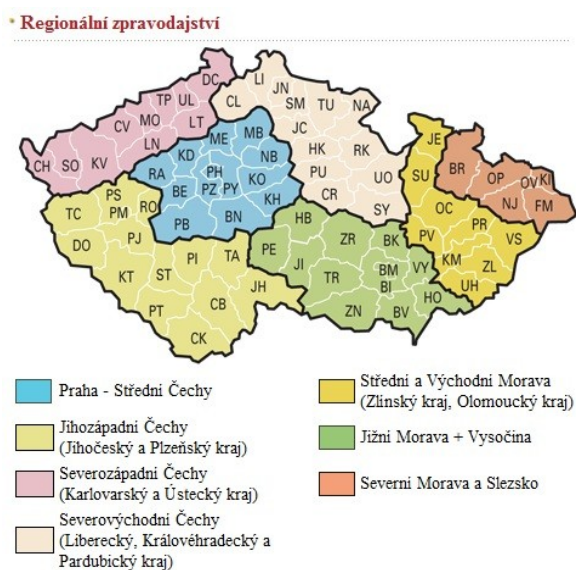 Regionální zpravodajství
DC
LI
TP UL
JN
CL
SM TU NA
CV MO LT
ME MB
JC
JE
LN
KD
NB
HK RK
BR OP OV KI
CH SO KV
RA
PH
KO
PU
UO
SU
NJ FM
BE PZ PY
CR
OC
PS
RO
KH
SY
PR
TC PM
PB BN
HB
PV
VS
DO PJ
PI TA
PE
ZR BK
KM
ZL
KT ST
JI
TR BM VY
UH
JH
BI
HO
PT CB
ZN BV
CK
Praha - Střední Čechy
Jihozápadní Čechy
(Jihočeský a Plzeňský kraj)
Severozápadní Čechy
(Karlovarský a Ústecký kraj)
Severovýchodní Čechy
(Liberecký, Královéhradecký a
Pardubický kraj)
Střední a Východní Morava
(Zlínský kraj, Olomoucký kraj)
Jižní Morava + Vysočina
Severní Morava a Slezsko